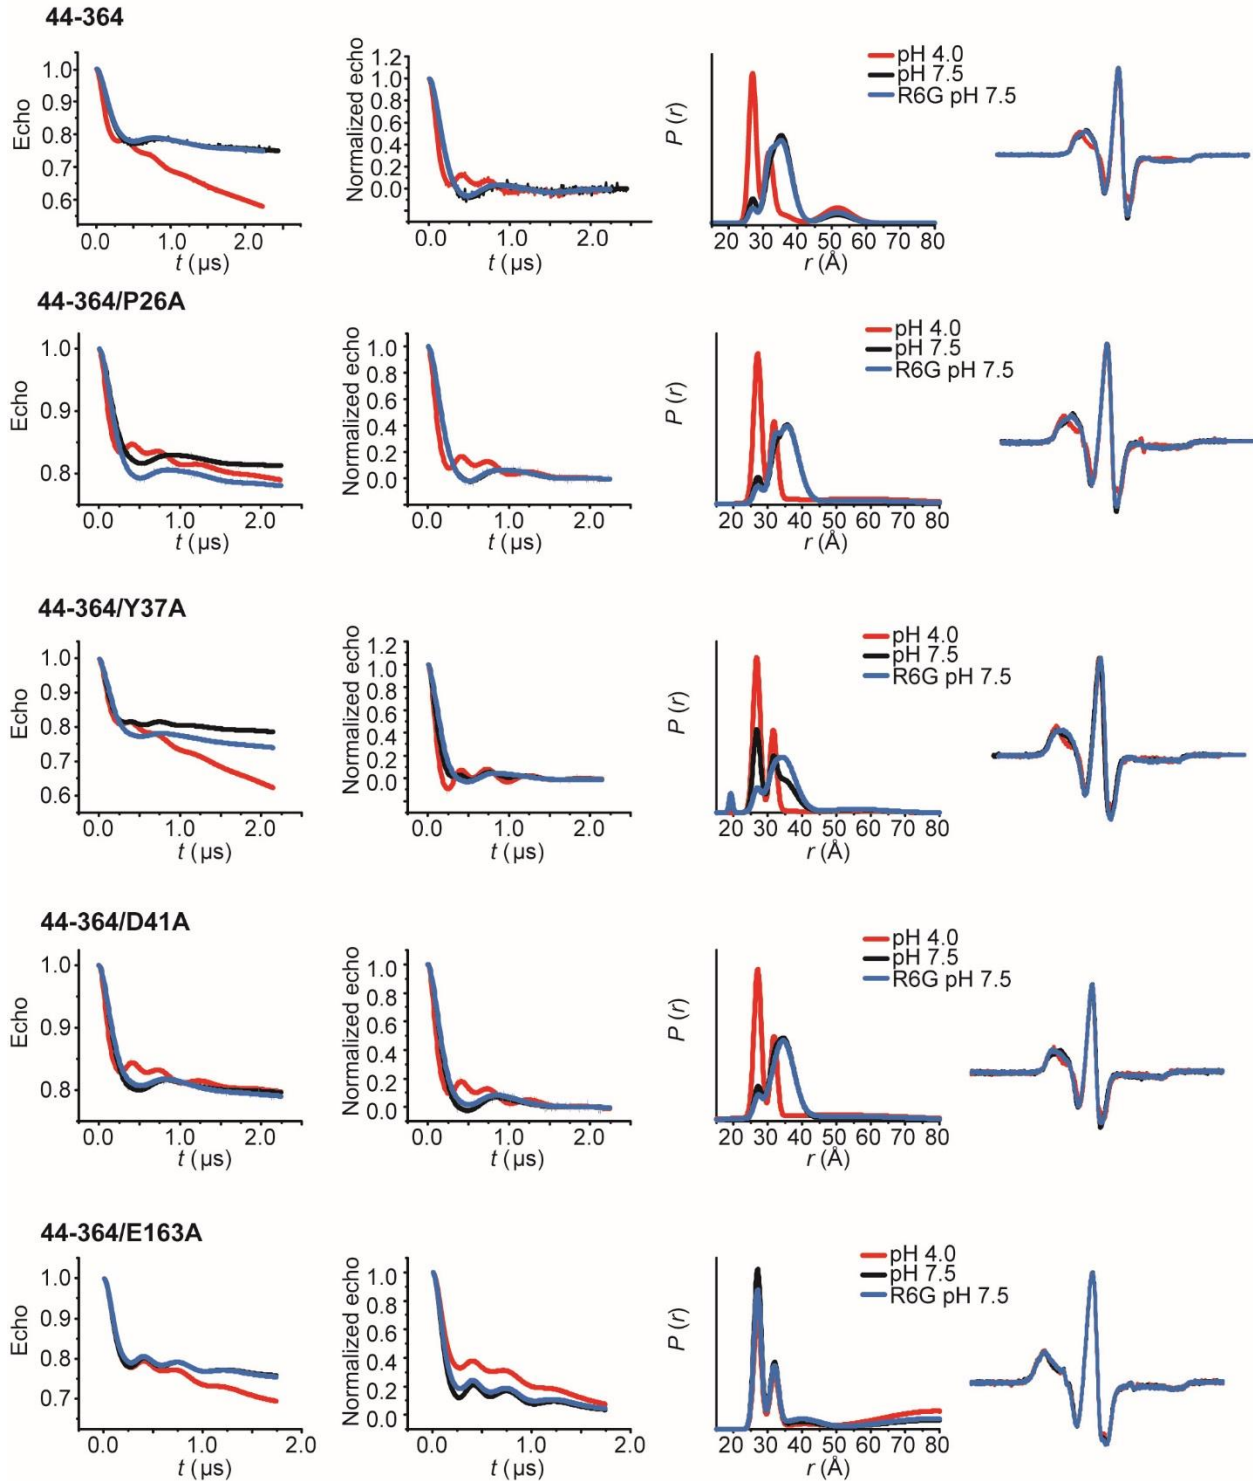 44-364
Echo
1.0
0.9
0.8
0.7
0.6
0.0 1.0 2.0
t (µs)
Normalized echo
1.2
1.0
0.8
0.6
0.4
0.2
0.0
0.0 1.0 2.0
t (µs)
P (r)
20 30 40 50 60 70 80
r (Å)
pH 4.0
pH 7.5
R6G pH 7.5
44-364/P26A
Echo
1.0
0.9
0.8
0.0 1.0 2.0
t (µs)
Normalized echo
1.0
0.8
0.6
0.4
0.2
0.0
0.0 1.0 2.0
t (µs)
P (r)
20 30 40 50 60 70 80
r (Å)
pH 4.0
pH 7.5
R6G pH 7.5
44-364/Y37A
Echo
1.0
0.9
0.8
0.7
0.6
0.0 1.0 2.0
t (µs)
Normalized echo
1.2
1.0
0.8
0.6
0.4
0.2
0.0
0.0 1.0 2.0
t (µs)
P (r)
20 30 40 50 60 70 80
r (Å)
pH 4.0
pH 7.5
R6G pH 7.5
44-364/D41A
Echo
1.0
0.9
0.8
0.0 1.0 2.0
t (µs)
Normalized echo
1.0
0.8
0.6
0.4
0.2
0.0
0.0 1.0 2.0
t (µs)
P (r)
20 30 40 50 60 70 80
r (Å)
pH 4.0
pH 7.5
R6G pH 7.5
44-364/E163A
Echo
1.0
0.9
0.8
0.7
0.0 1.0 2.0
t (µs)
Normalized echo
1.0
0.8
0.6
0.4
0.2
0.0
0.0 1.0 2.0
t (µs)
P (r)
20 30 40 50 60 70 80
r (Å)
pH 4.0
pH 7.5
R6G pH 7.5